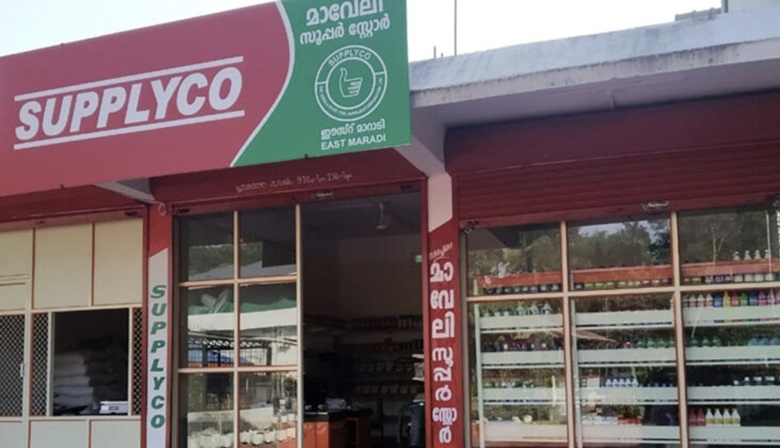 SUPPLYCO
മാവേലി
സൂപ്പർ സ്റ്റോർ
SUPPLYCO
ഈസ്റ്റ് മാറാടി
EAST MARADI
SUPPLYCO
മാവേലി സൂപ്പർ സ്റ്റോർ